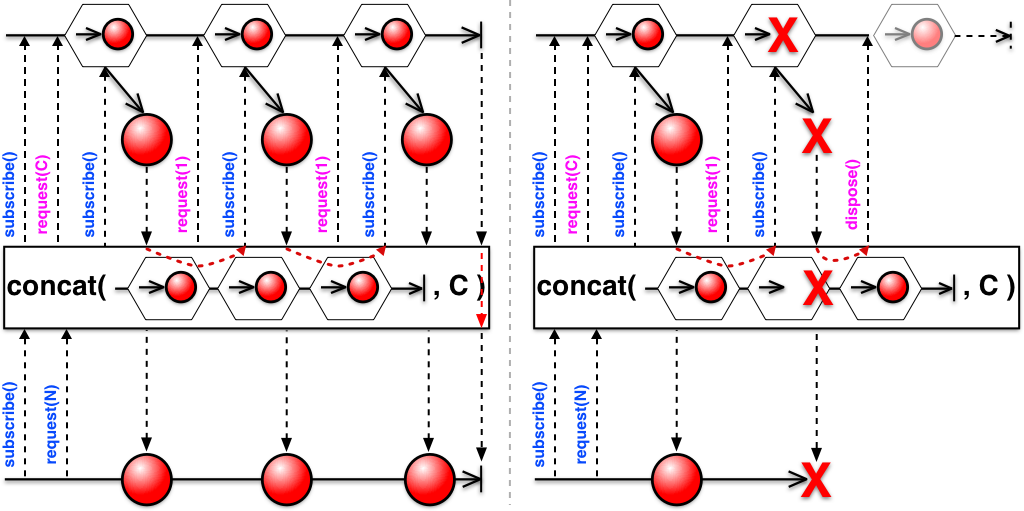 subscribe()
request(C)
subscribe()
request(1)
subscribe()
request(1)
subscribe()
concat(
, C )
subscribe()
request(N)
subscribe()
request(C)
subscribe()
request(1)
subscribe()
dispose()
X
X
concat(
X
, C )
subscribe()
request(N)
X